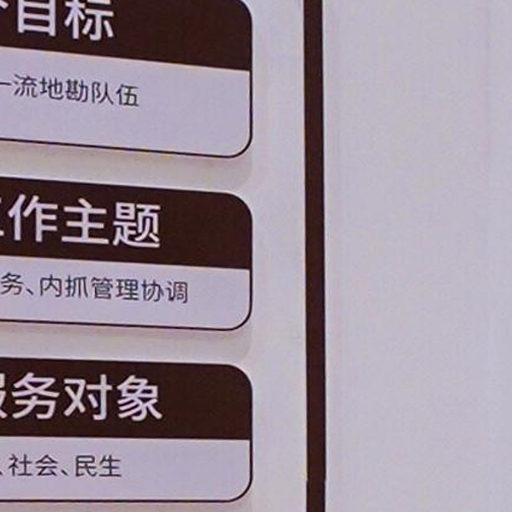 目标
一流地勘队伍
工作主题
务、内抓管理协调
服务对象
、社会、民生